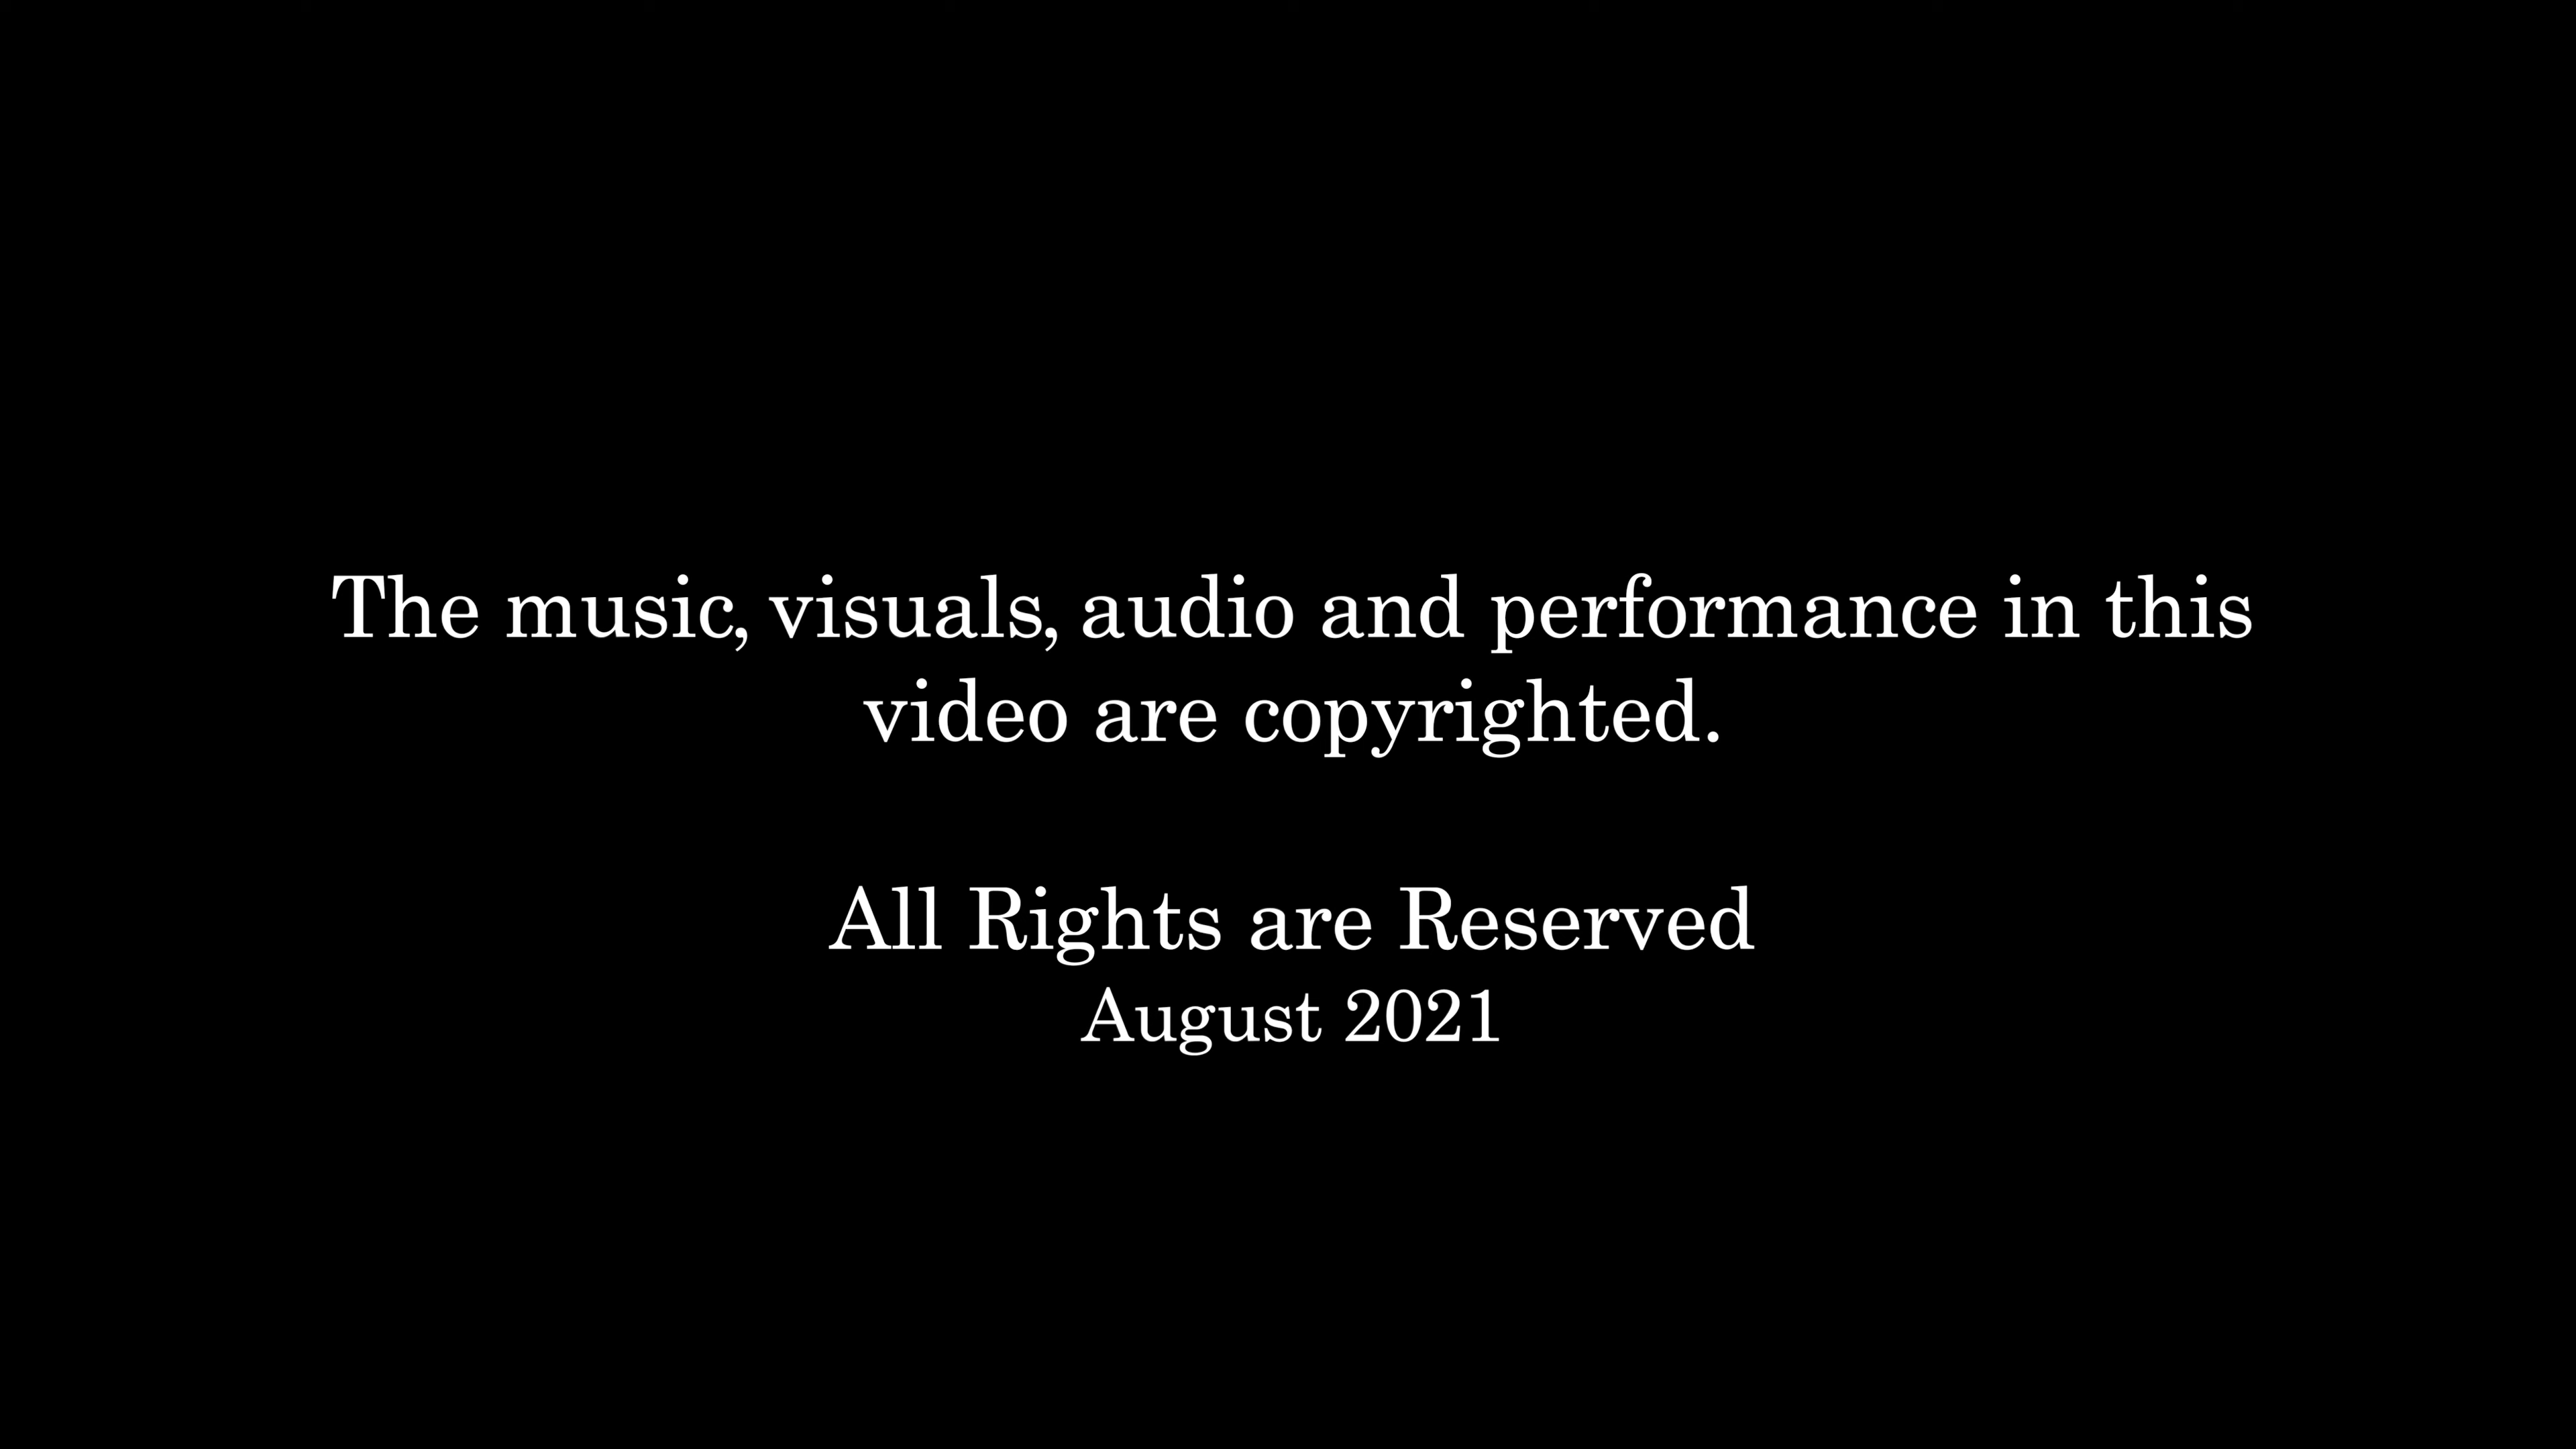 The music, visuals, audio and performance in this
video are copyrighted.
All Rights are Reserved
August 2021